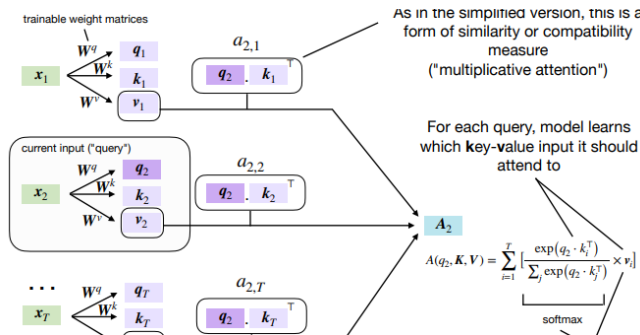 trainable weight matrices
As in the simplified version, this is a
form of similarity or compatibility
measure
("multiplicative attention")
W^q q_1
a_{2,1}
x_1 W^k k_1
q_2 · k_1^⊤
W^v v_1
For each query, model learns
which key-value input it should
attend to
current input ("query")
W^q q_2
a_{2,2}
x_2 W^k k_2
q_2 · k_2^⊤
W^v v_2
A_2
A(q_2, K, V) = \sum_{i=1}^{T} [ \frac{exp(q_2 · k_i^⊤)}{\sum_j exp(q_2 · k_j^⊤)} × v_i ]
softmax
...
W^q q_T
a_{2,T}
x_T W^k k_T
q_2 · k_T^⊤
W^v